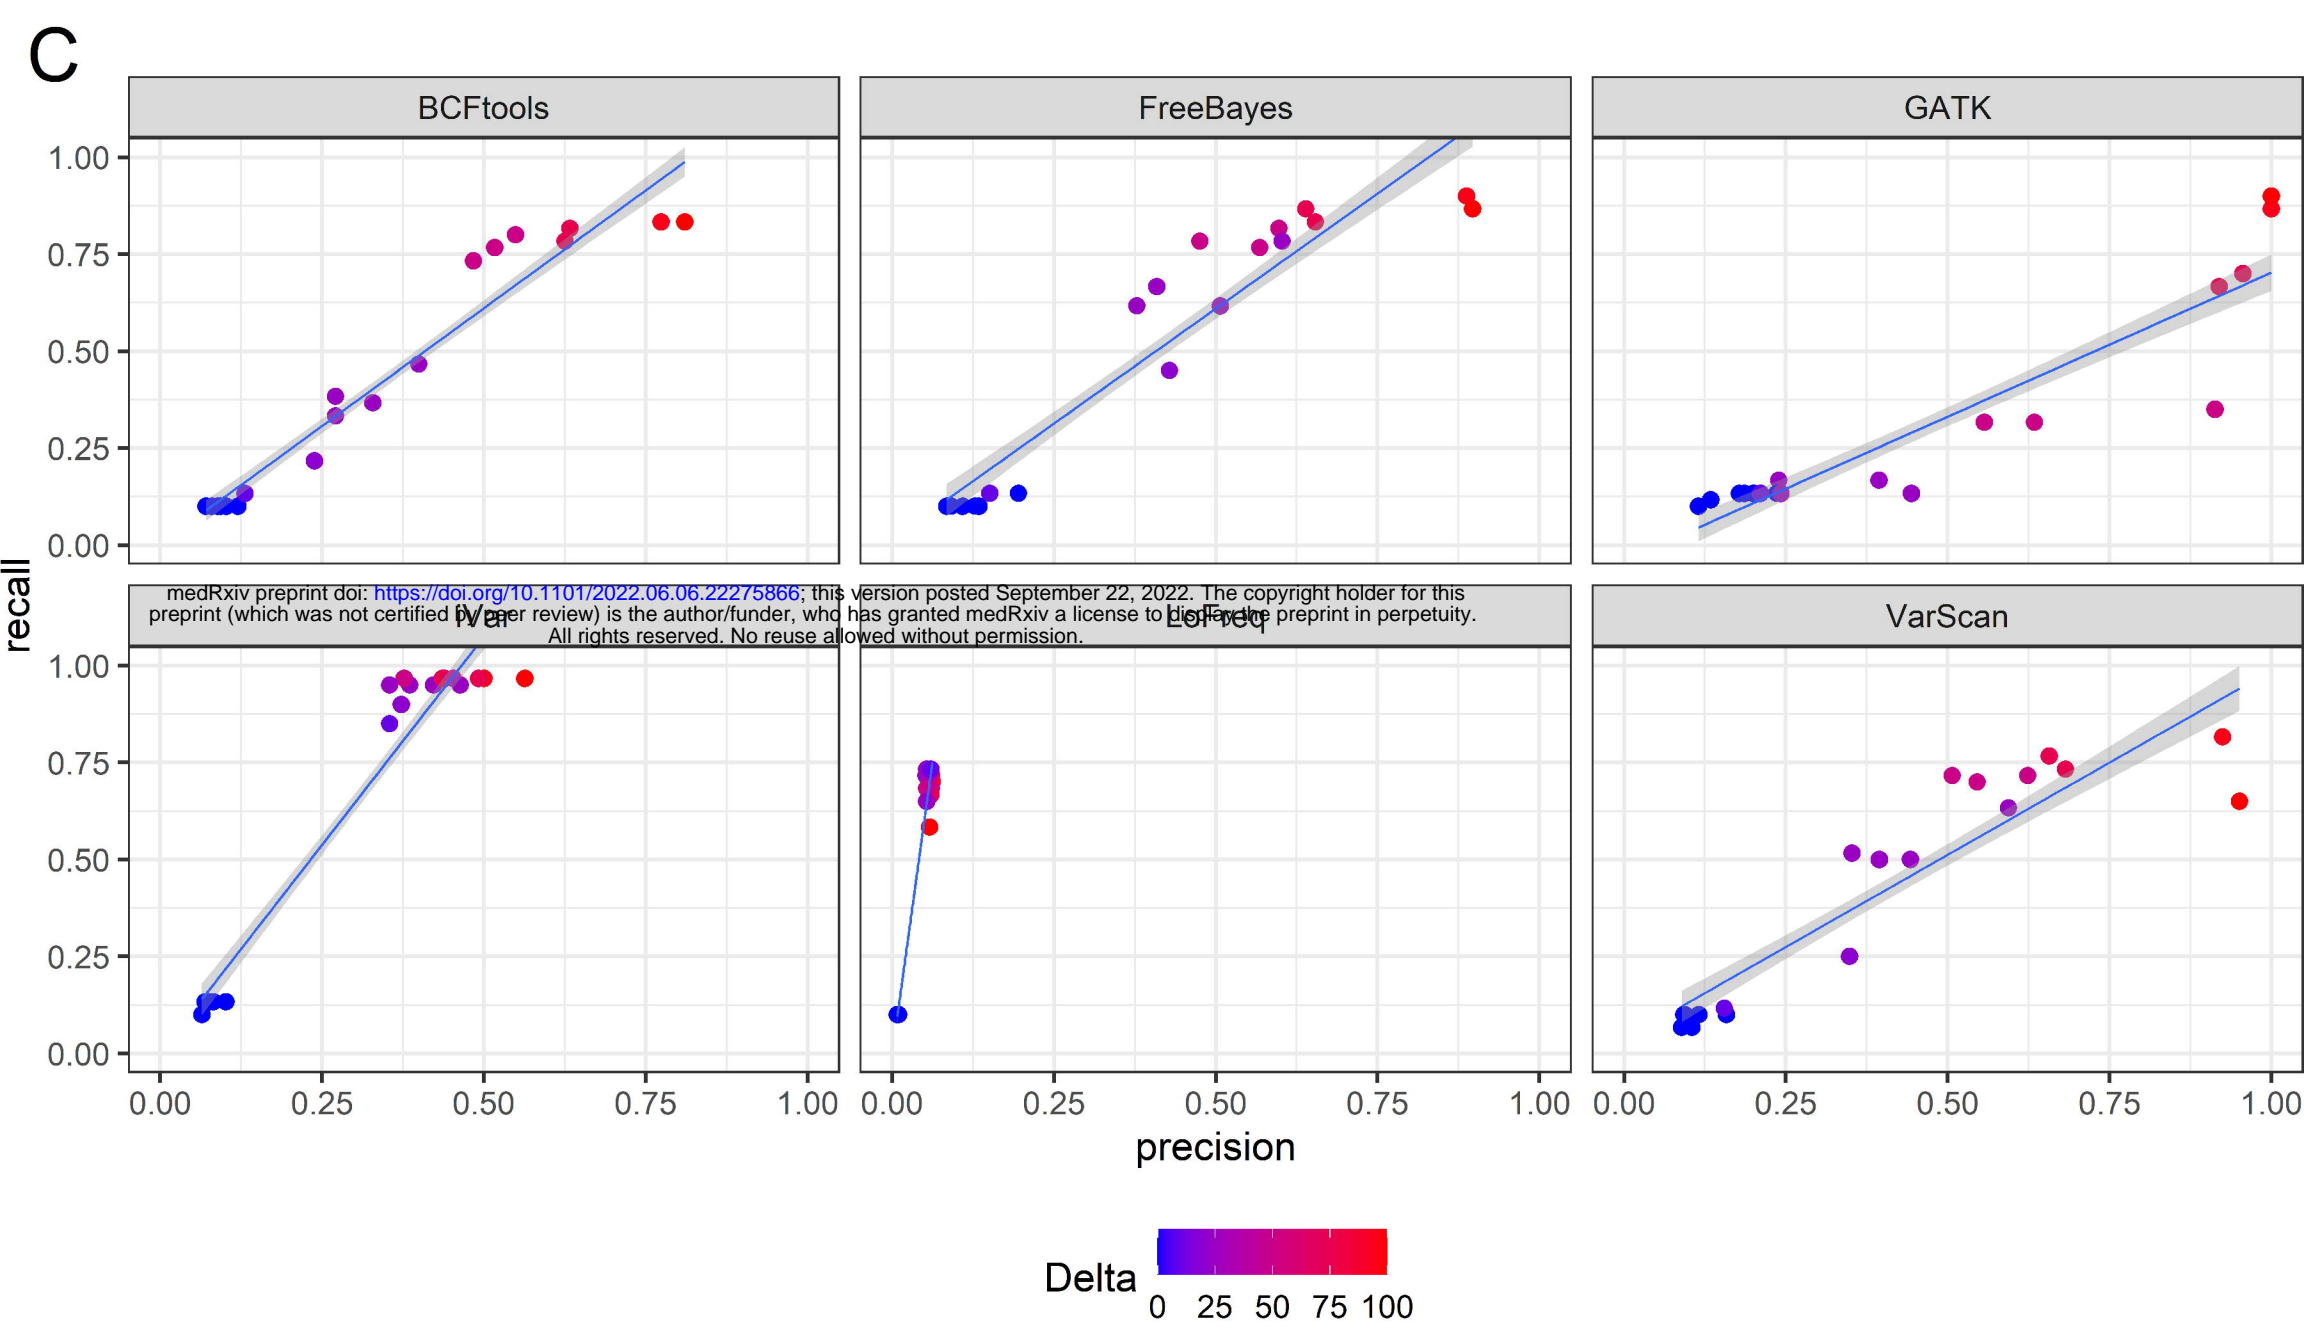 C
BCFtools
FreeBayes
GATK
1.00
0.75
0.50
0.25
0.00
recall
medRxiv preprint doi: https://doi.org/10.1101/2022.06.06.22275866; this version posted September 22, 2022. The copyright holder for this
preprint (which was not certified by peer review) is the author/funder, who has granted medRxiv a license to display the preprint in perpetuity.
All rights reserved. No reuse allowed without permission.
iVar
LoFreq
VarScan
1.00
0.75
0.50
0.25
0.00
0.00 0.25 0.50 0.75 1.00
0.00 0.25 0.50 0.75 1.00
0.00 0.25 0.50 0.75 1.00
precision
Delta
0 25 50 75 100